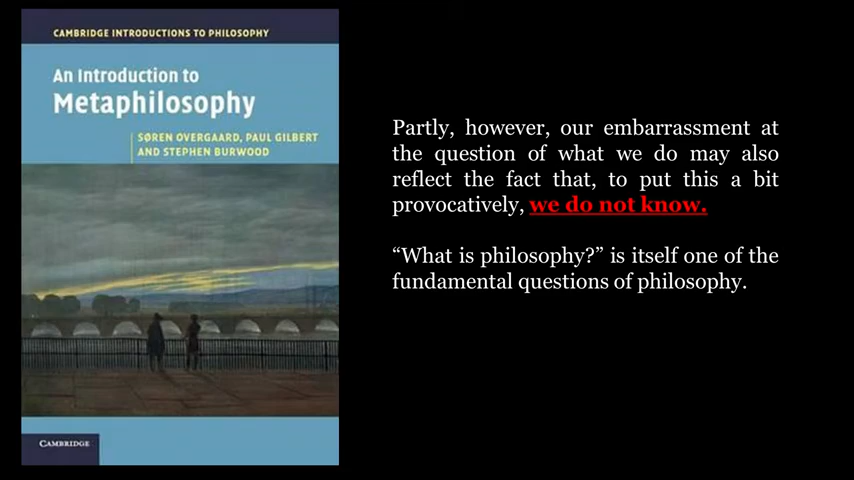 CAMBRIDGE INTRODUCTIONS TO PHILOSOPHY
An Introduction to
Metaphilosophy
SØREN OVERGAARD, PAUL GILBERT
AND STEPHEN BURWOOD
CAMBRIDGE
Partly, however, our embarrassment at
the question of what we do may also
reflect the fact that, to put this a bit
provocatively, we do not know.
“What is philosophy?” is itself one of the
fundamental questions of philosophy.